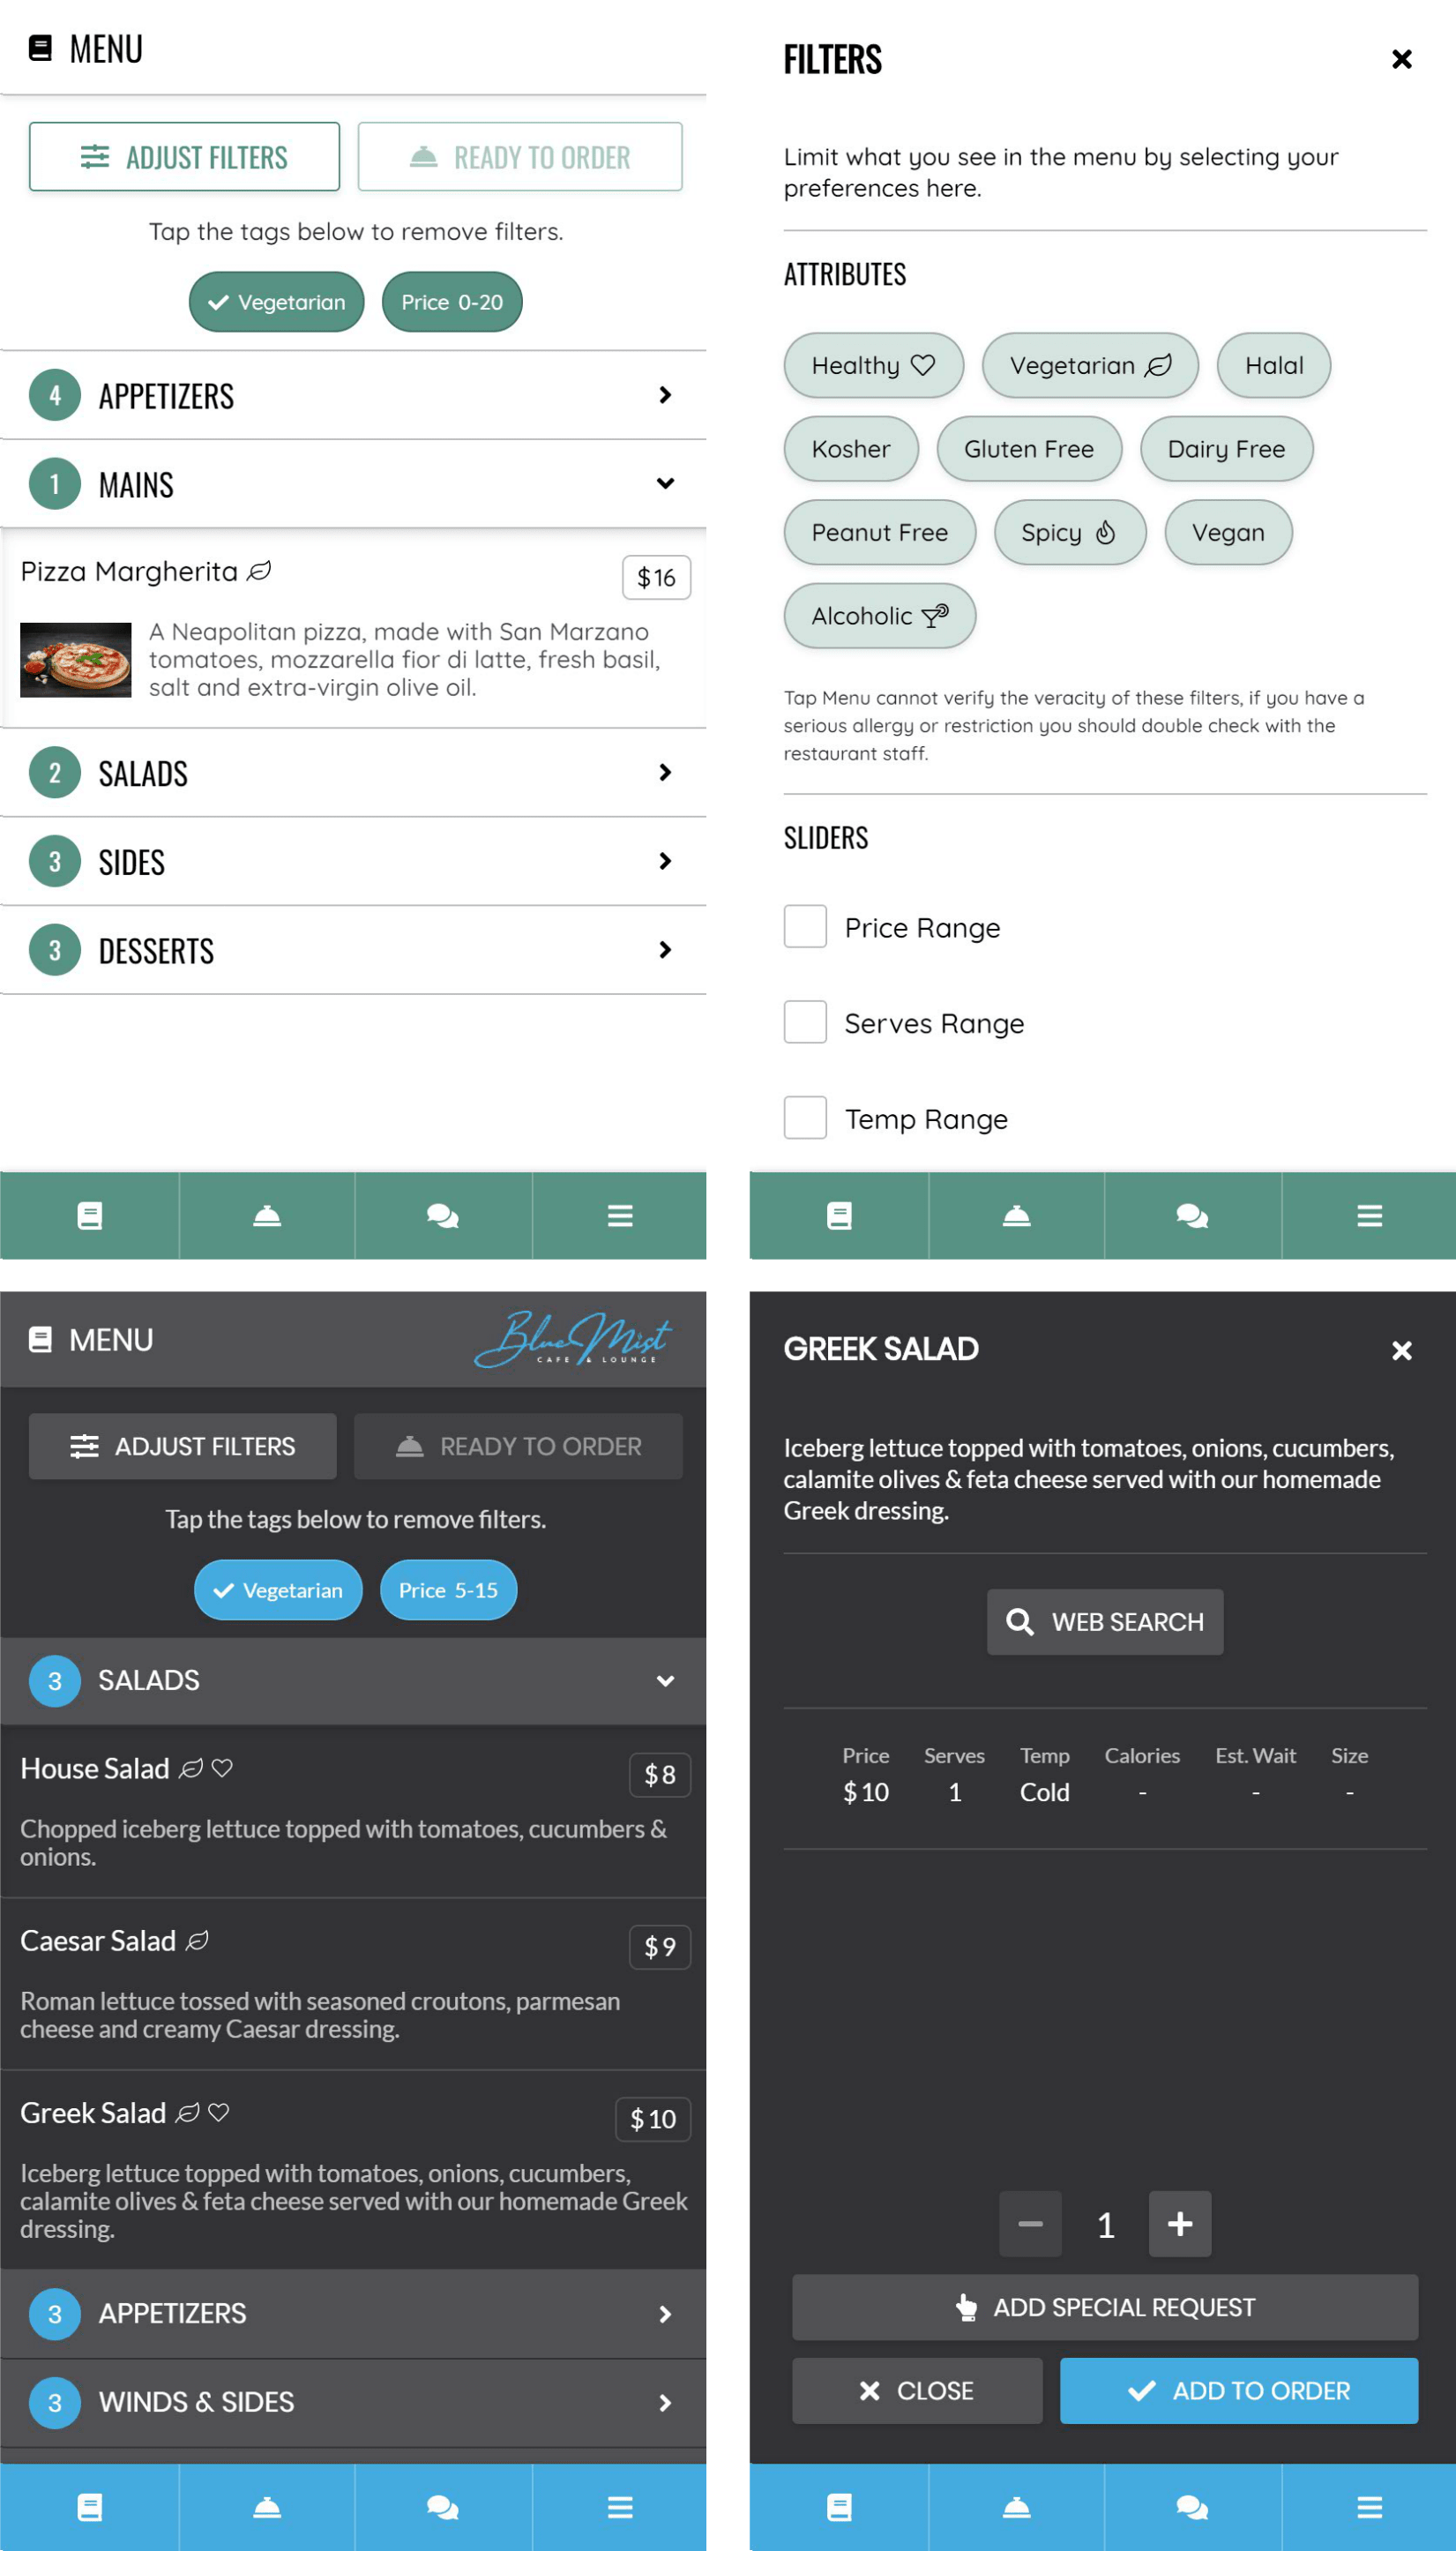 MENU
ADJUST FILTERS
READY TO ORDER
Tap the tags below to remove filters.
Vegetarian
Price 0-20
4 APPETIZERS
1 MAINS
Pizza Margherita
$16
A Neapolitan pizza, made with San Marzano
tomatoes, mozzarella fior di latte, fresh basil,
salt and extra-virgin olive oil.
2 SALADS
3 SIDES
3 DESSERTS
FILTERS
Limit what you see in the menu by selecting your
preferences here.
ATTRIBUTES
Healthy
Vegetarian
Halal
Kosher
Gluten Free
Dairy Free
Peanut Free
Spicy
Vegan
Alcoholic
Tap Menu cannot verify the veracity of these filters, if you have a
serious allergy or restriction you should double check with the
restaurant staff.
SLIDERS
Price Range
Serves Range
Temp Range
MENU
Blue Mist
CAFE & LOUNGE
ADJUST FILTERS
READY TO ORDER
Tap the tags below to remove filters.
Vegetarian
Price 5-15
3 SALADS
House Salad
$8
Chopped iceberg lettuce topped with tomatoes, cucumbers &
onions.
Caesar Salad
$9
Roman lettuce tossed with seasoned croutons, parmesan
cheese and creamy Caesar dressing.
Greek Salad
$10
Iceberg lettuce topped with tomatoes, onions, cucumbers,
calamite olives & feta cheese served with our homemade Greek
dressing.
3 APPETIZERS
3 WINDS & SIDES
GREEK SALAD
Iceberg lettuce topped with tomatoes, onions, cucumbers,
calamite olives & feta cheese served with our homemade
Greek dressing.
WEB SEARCH
Price Serves Temp Calories Est. Wait Size
$10 1 Cold - - -
1
ADD SPECIAL REQUEST
CLOSE
ADD TO ORDER